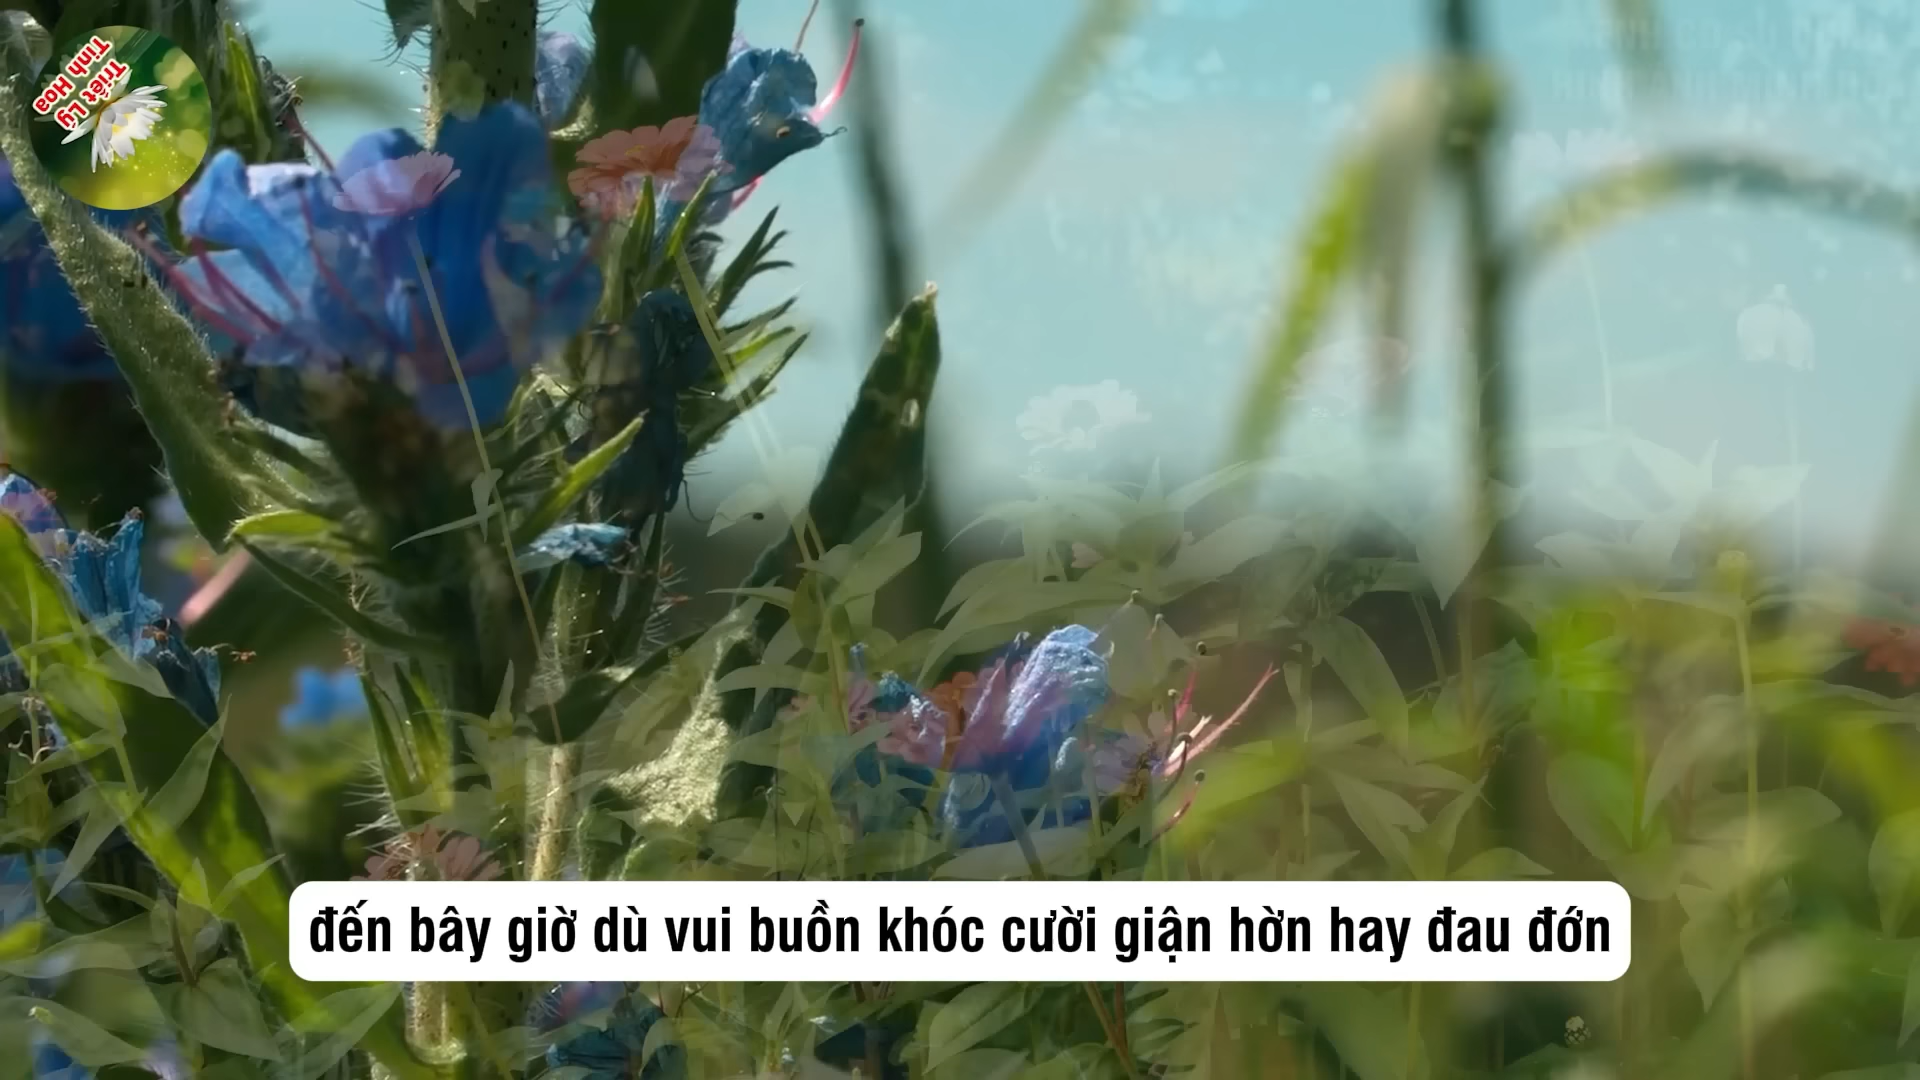 Triết Lý
Tinh Hoa
đến bây giờ dù vui buồn khóc cười giận hờn hay đau đớn